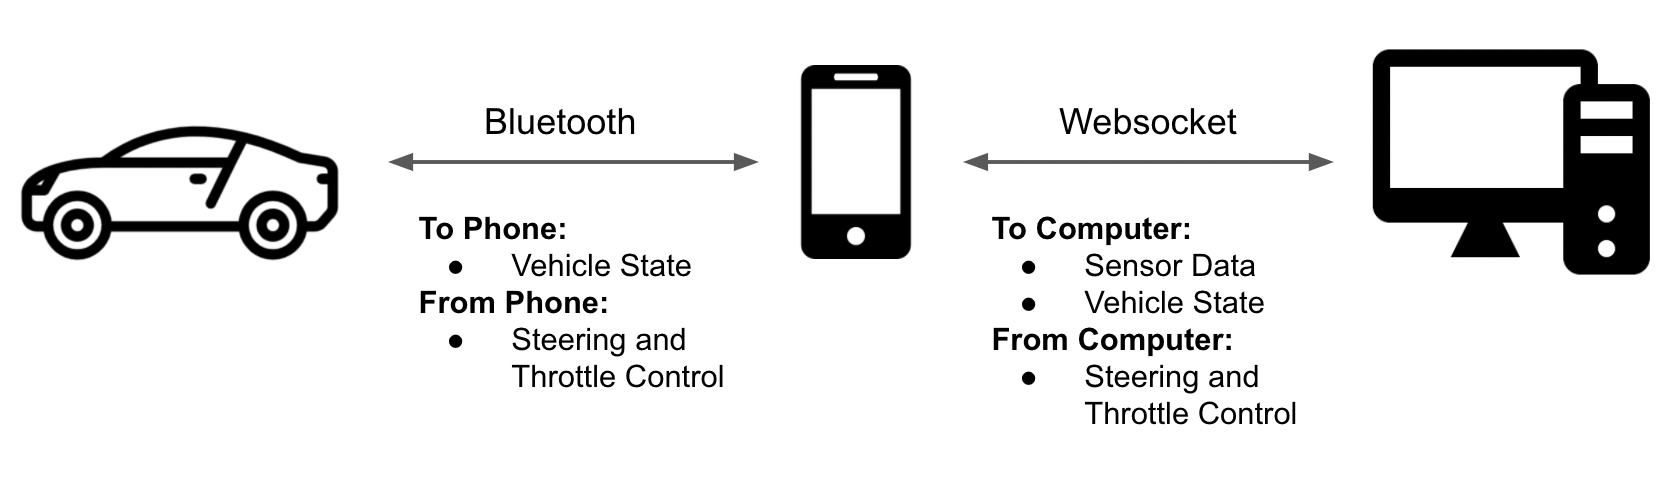 Bluetooth
To Phone:
● Vehicle State
From Phone:
● Steering and
Throttle Control
Websocket
To Computer:
● Sensor Data
● Vehicle State
From Computer:
● Steering and
Throttle Control